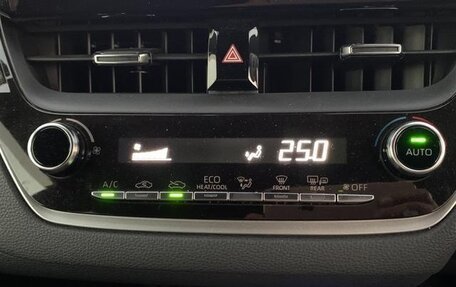 25.0
AUTO
A/C ECO FRONT REAR OFF
HEAT/COOL